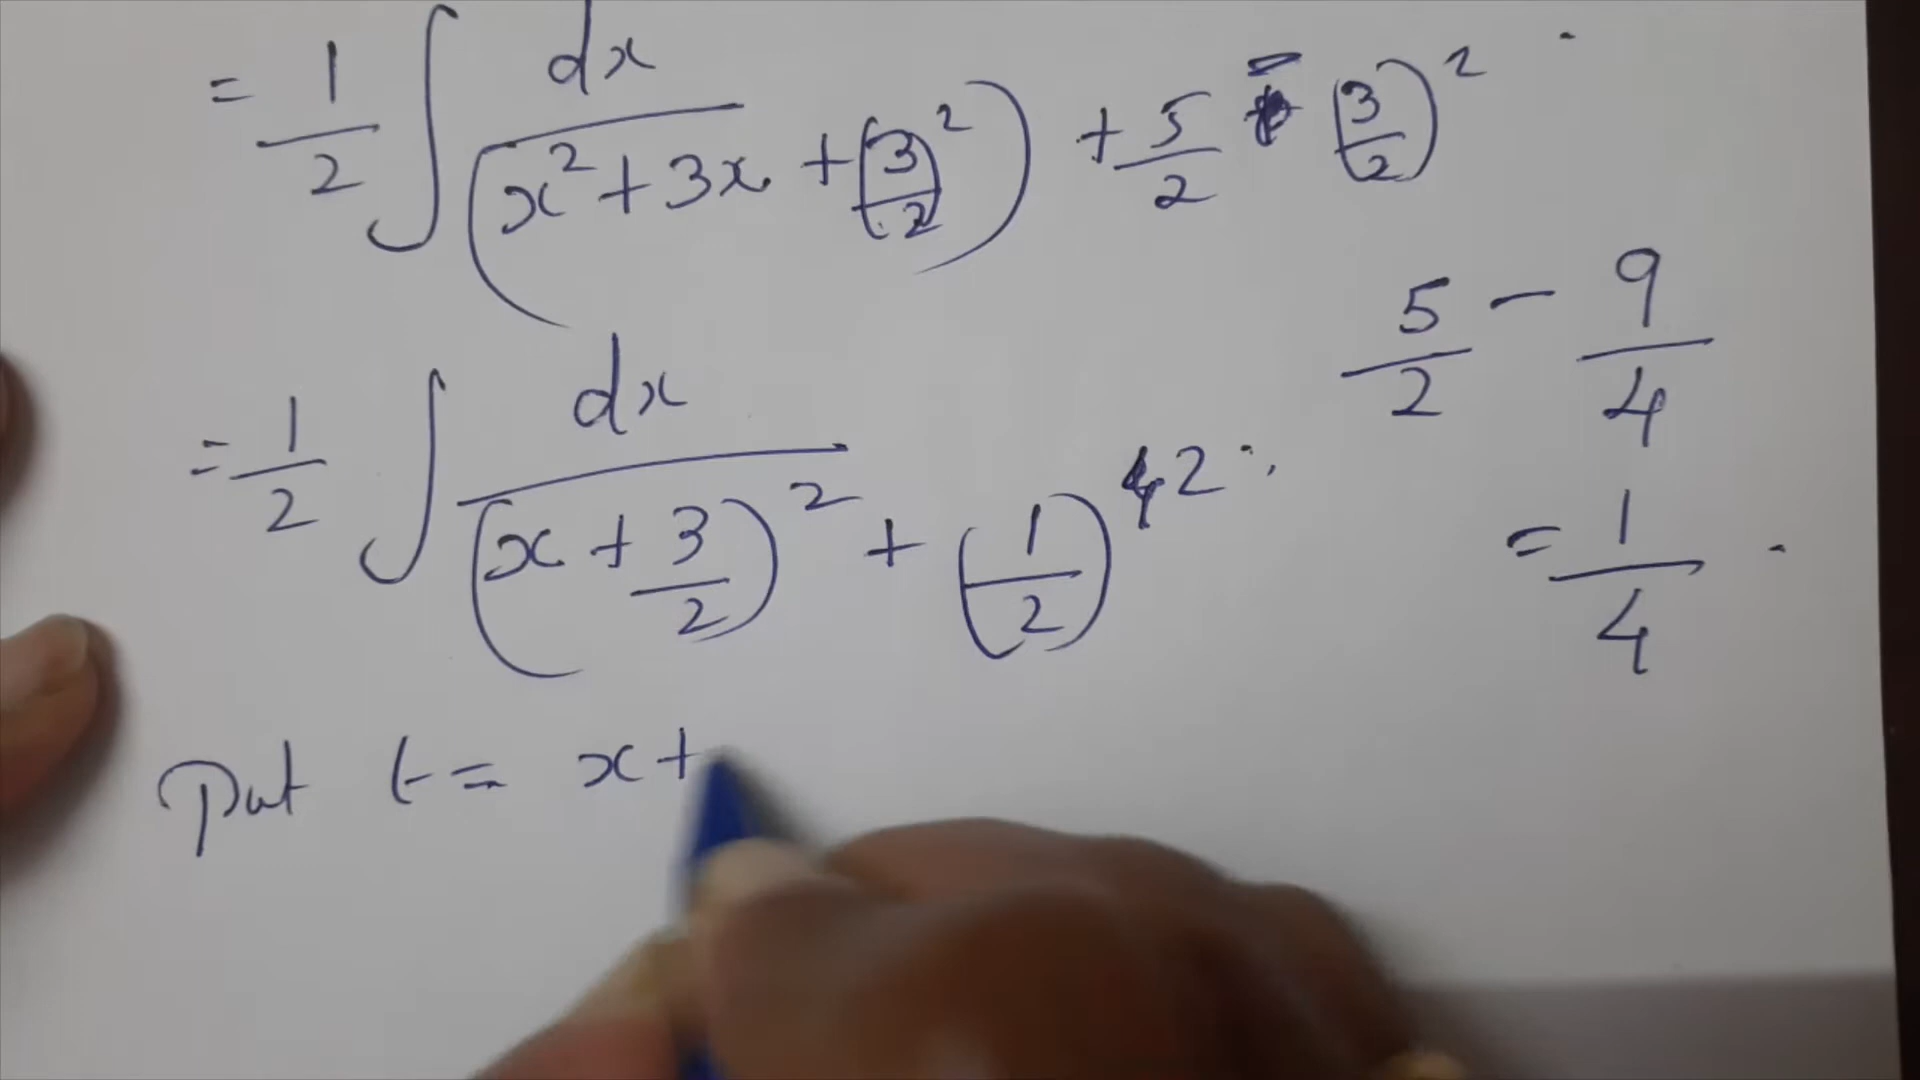 = 1/2 ∫ dx / (x² + 3x + (3/2)²) + 5/2 - (3/2)²
5/2 - 9/4
= 1/2 ∫ dx / (x + 3/2)² + (1/2)²
= 1/4
Put t = x +